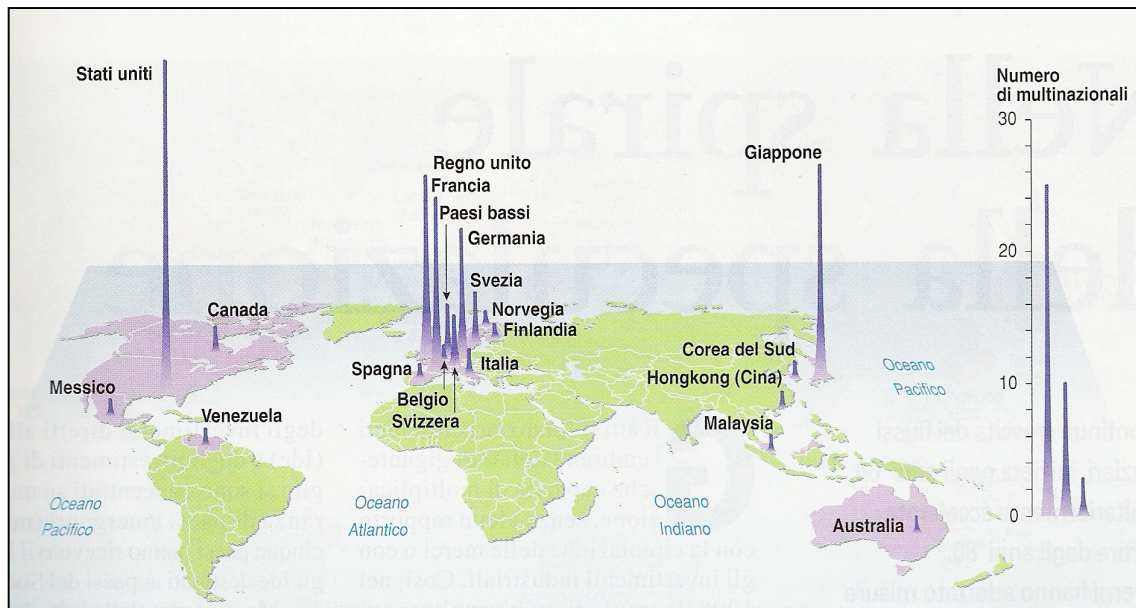 Stati uniti
Numero
di multinazionali
30
20
10
0
Giappone
Regno unito
Francia
Paesi bassi
Germania
Svezia
Norvegia
Finlandia
Canada
Spagna
Italia
Belgio
Svizzera
Messico
Venezuela
Corea del Sud
Hongkong (Cina)
Malaysia
Australia
Oceano
Pacifico
Oceano
Pacifico
Oceano
Atlantico
Oceano
Indiano